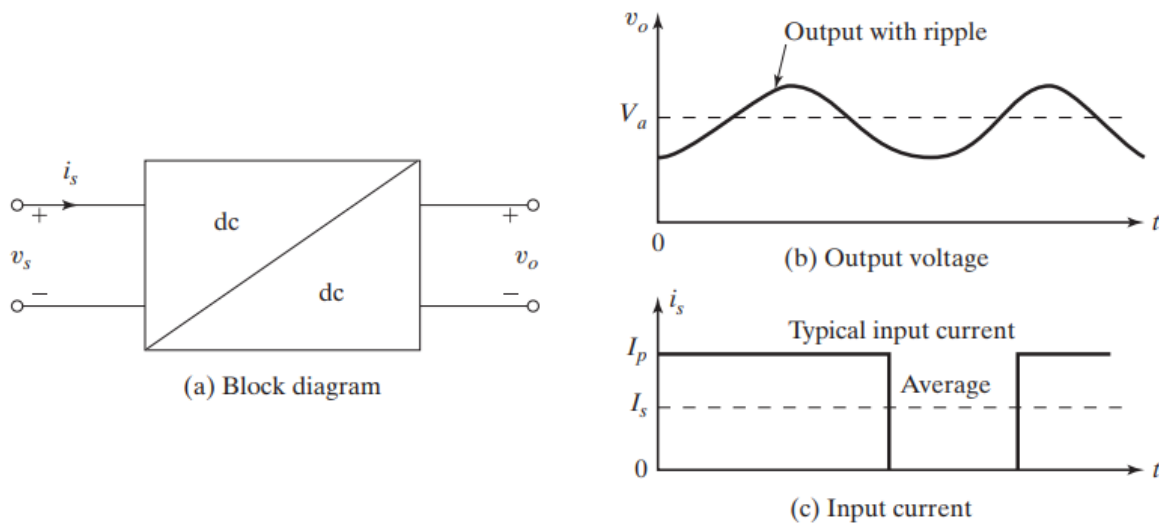 i_s
+
v_s
−
dc
dc
+
v_o
−
(a) Block diagram
v_o
Output with ripple
V_a
0
t
(b) Output voltage
i_s
Typical input current
I_p
Average
I_s
0
t
(c) Input current